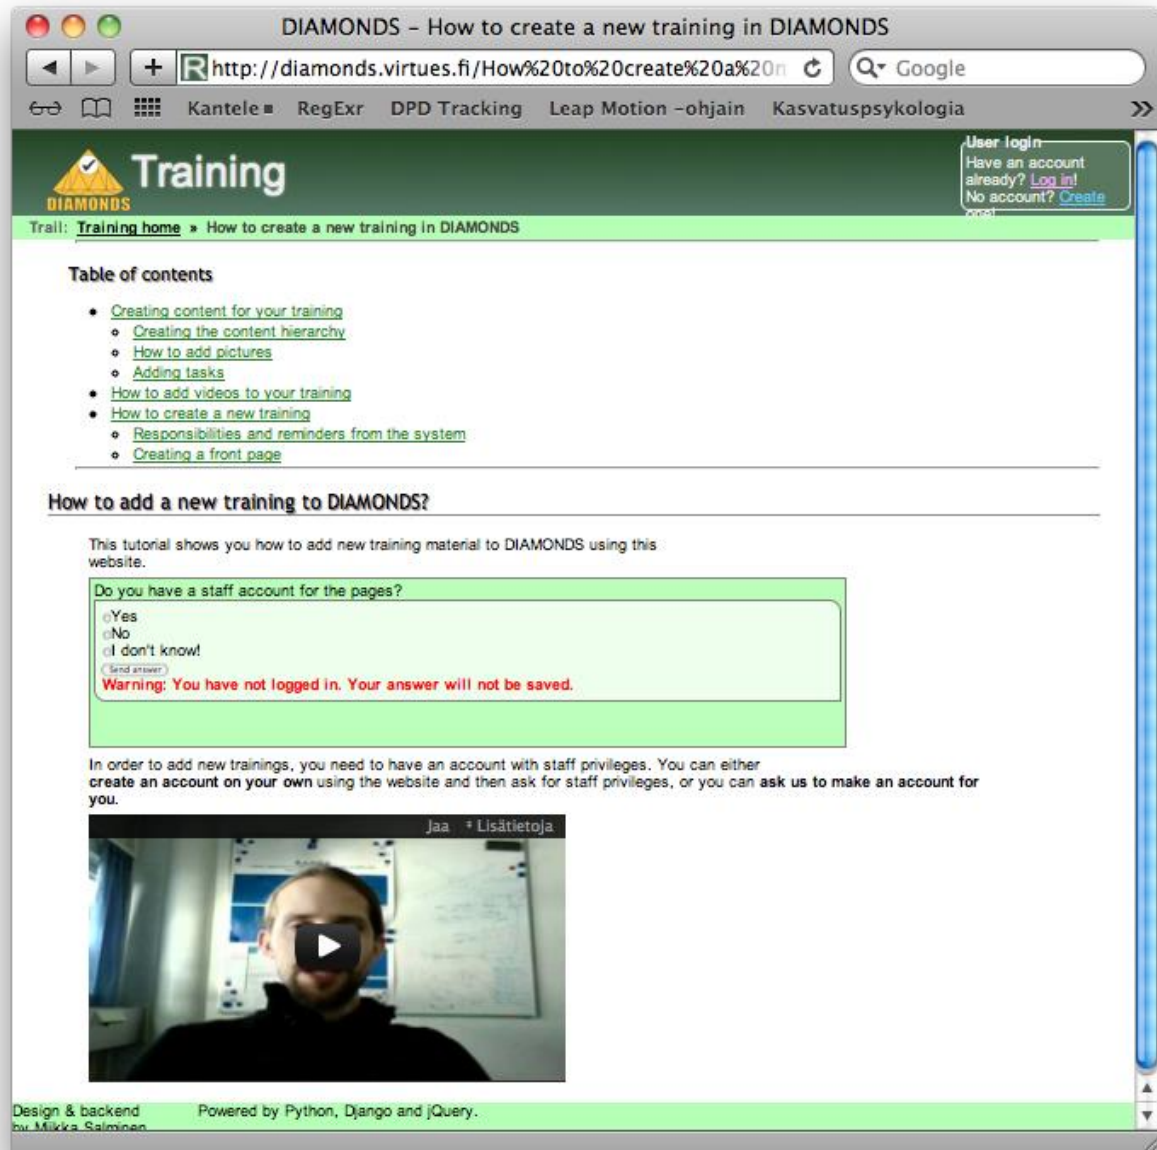 DIAMONDS – How to create a new training in DIAMONDS
http://diamonds.virtues.fi/How%20to%20create%20a%20n
Google
Kantele RegExr DPD Tracking Leap Motion –ohjain Kasvatuspsykologia
DIAMONDS
Training
User login
Have an account
already? Log in!
No account? Create
one!
Trail: Training home » How to create a new training in DIAMONDS
Table of contents
Creating content for your training
Creating the content hierarchy
How to add pictures
Adding tasks
How to add videos to your training
How to create a new training
Responsibilities and reminders from the system
Creating a front page
How to add a new training to DIAMONDS?
This tutorial shows you how to add new training material to DIAMONDS using this
website.
Do you have a staff account for the pages?
Yes
No
I don't know!
Send answer
Warning: You have not logged in. Your answer will not be saved.
In order to add new trainings, you need to have an account with staff privileges. You can either
create an account on your own using the website and then ask for staff privileges, or you can ask us to make an account for
you.
Jaa Lisätietoja
Design & backend
by Miikka Salminen
Powered by Python, Django and jQuery.